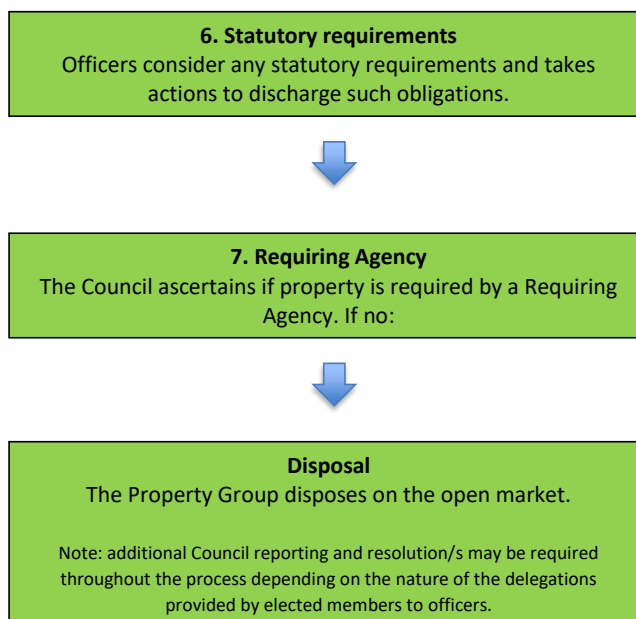 6. Statutory requirements
Officers consider any statutory requirements and takes
actions to discharge such obligations.
7. Requiring Agency
The Council ascertains if property is required by a Requiring
Agency. If no:
Disposal
The Property Group disposes on the open market.
Note: additional Council reporting and resolution/s may be required
throughout the process depending on the nature of the delegations
provided by elected members to officers.